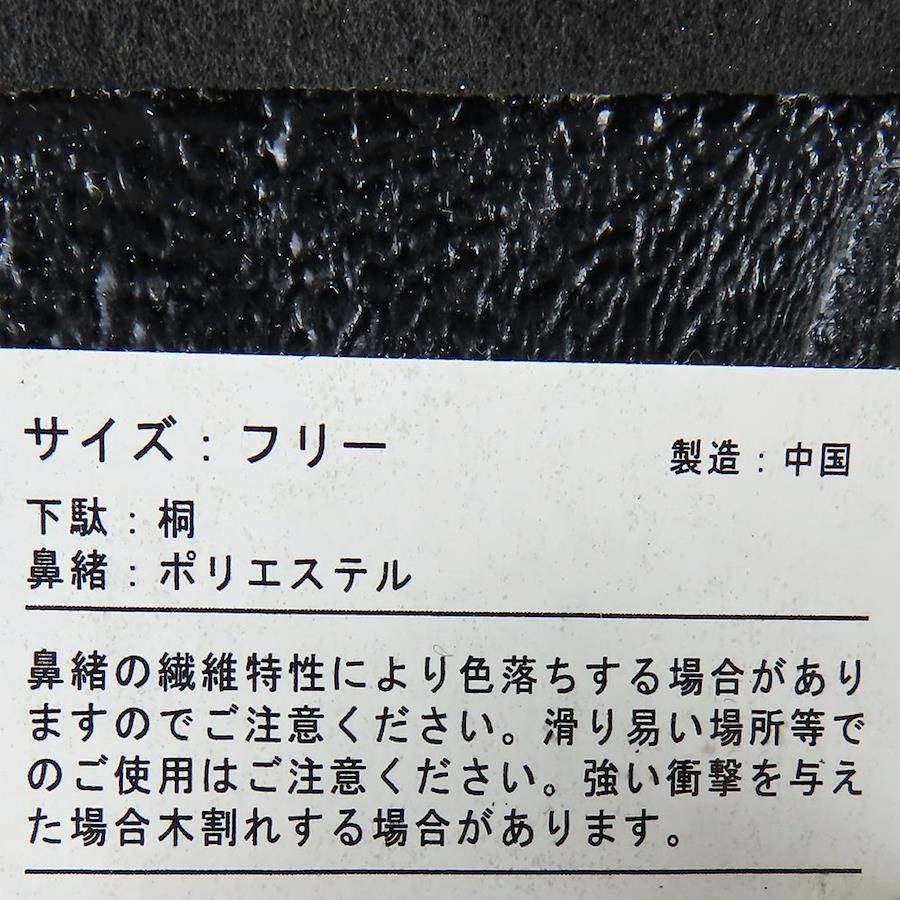 サイズ：フリー
製造：中国
下駄：桐
鼻緒：ポリエステル
鼻緒の繊維特性により色落ちする場合があり
ますのでご注意ください。滑り易い場所等で
のご使用はご注意ください。強い衝撃を与え
た場合木割れする場合があります。